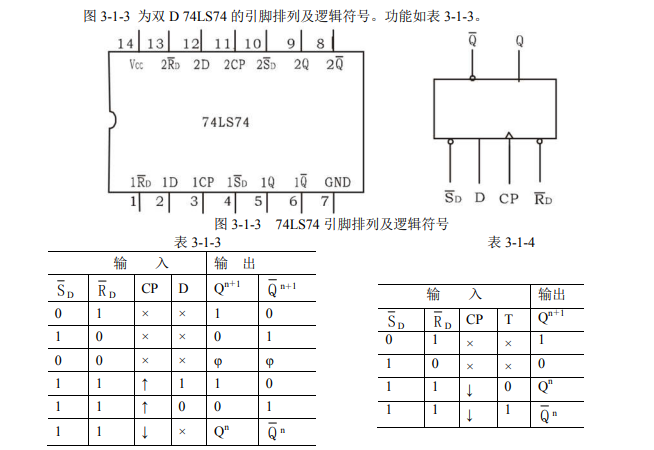 图 3-1-3 为双 D 74LS74 的引脚排列及逻辑符号。功能如表 3-1-3。
14 13 12 11 10 9 8
Vcc 2R̅D 2D 2CP 2S̅D 2Q 2Q̅
74LS74
1R̅D 1D 1CP 1S̅D 1Q 1Q̅ GND
1 2 3 4 5 6 7
Q̅ Q
S̅D D CP R̅D
图 3-1-3 74LS74 引脚排列及逻辑符号
表 3-1-3
输 入 输 出
S̅D R̅D CP D Qⁿ⁺¹ Q̅ⁿ⁺¹
0 1 × × 1 0
1 0 × × 0 1
0 0 × × φ φ
1 1 ↑ 1 1 0
1 1 ↑ 0 0 1
1 1 ↓ × Qⁿ Q̅ⁿ
表 3-1-4
输 入 输出
S̅D R̅D CP T Qⁿ⁺¹
0 1 × × 1
1 0 × × 0
1 1 ↓ 0 Qⁿ
1 1 ↓ 1 Q̅ⁿ